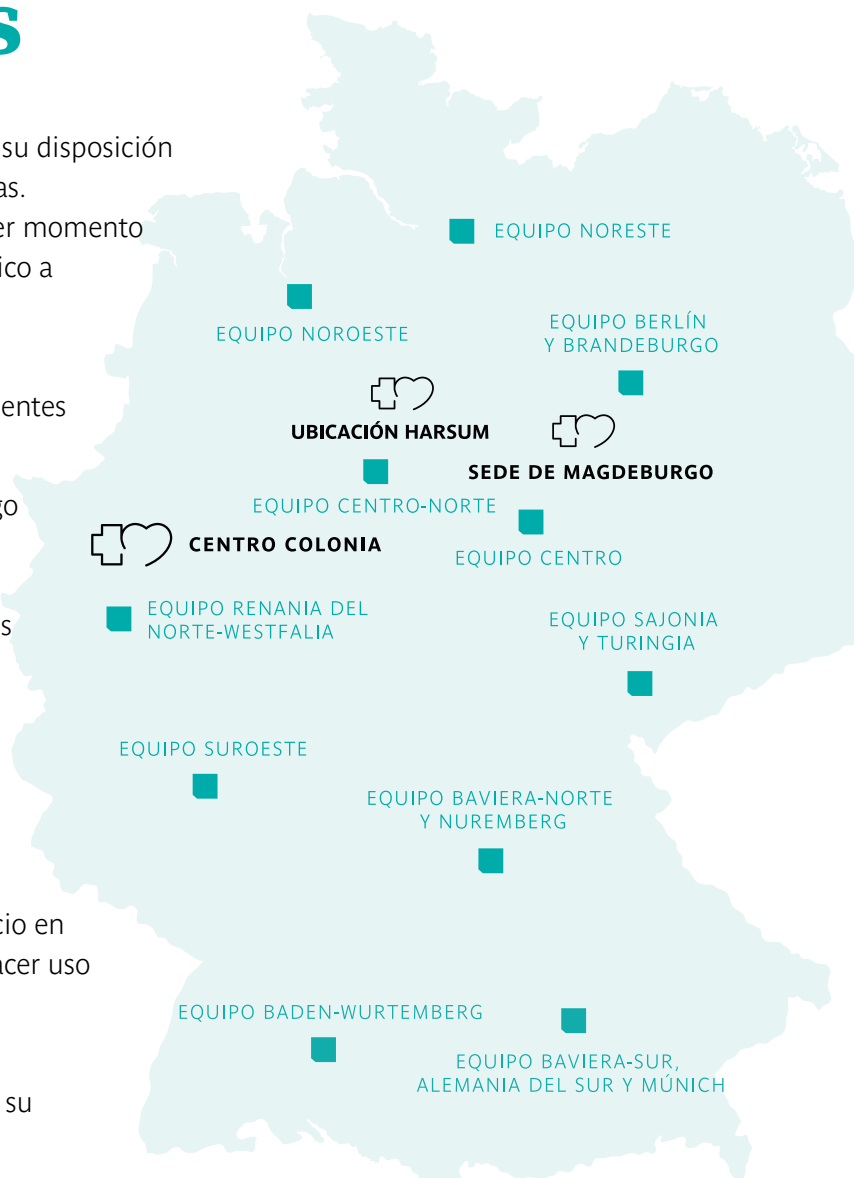 s
su disposición
as.
er momento
ico a
entes
go
s
cio en
acer uso
su
EQUIPO NORESTE
EQUIPO NOROESTE
EQUIPO BERLÍN
Y BRANDEBURGO
UBICACIÓN HARSUM
SEDE DE MAGDEBURGO
EQUIPO CENTRO-NORTE
CENTRO COLONIA
EQUIPO CENTRO
EQUIPO RENANIA DEL
NORTE-WESTFALIA
EQUIPO SAJONIA
Y TURINGIA
EQUIPO SUROESTE
EQUIPO BAVIERA-NORTE
Y NUREMBERG
EQUIPO BADEN-WURTEMBERG
EQUIPO BAVIERA-SUR,
ALEMANIA DEL SUR Y MÚNICH